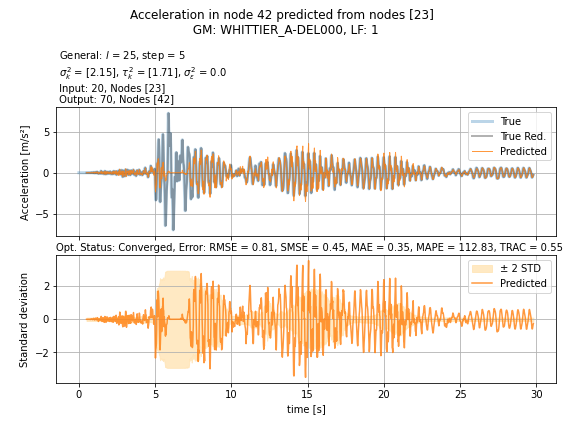 Acceleration in node 42 predicted from nodes [23]
GM: WHITTIER_A-DEL000, LF: 1
General: l = 25, step = 5
σ²ₖ = [2.15], τ²ₖ = [1.71], σ²ε = 0.0
Input: 20, Nodes [23]
Output: 70, Nodes [42]
Acceleration [m/s²]
5
0
−5
True
True Red.
Predicted
Opt. Status: Converged, Error: RMSE = 0.81, SMSE = 0.45, MAE = 0.35, MAPE = 112.83, TRAC = 0.55
Standard deviation
2
0
−2
± 2 STD
Predicted
0 5 10 15 20 25 30
time [s]